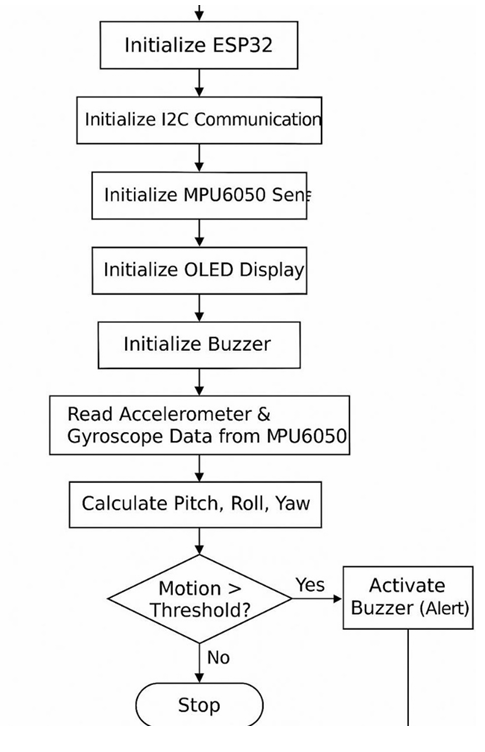 Initialize ESP32
Initialize I2C Communication
Initialize MPU6050 Sens
Initialize OLED Display
Initialize Buzzer
Read Accelerometer &
Gyroscope Data from MPU6050
Calculate Pitch, Roll, Yaw
Motion >
Threshold?
Yes
Activate
Buzzer (Alert)
No
Stop